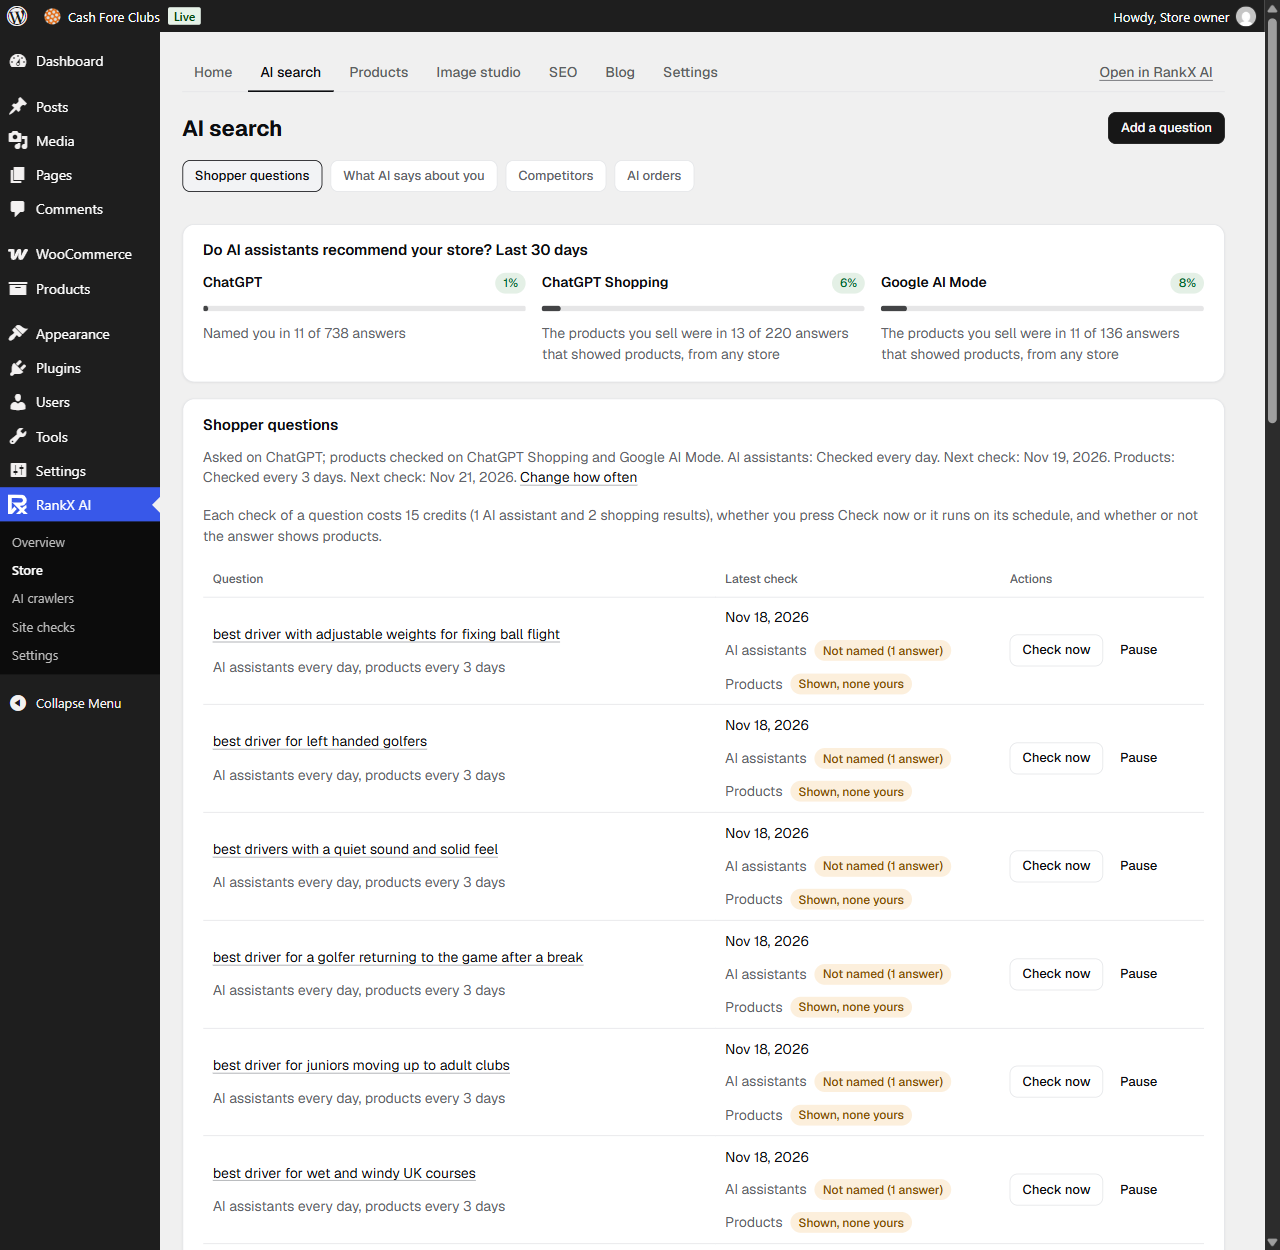 Cash Fore Clubs
Live
Howdy, Store owner
Dashboard
Posts
Media
Pages
Comments
WooCommerce
Products
Appearance
Plugins
Users
Tools
Settings
RankX AI
Overview
Store
AI crawlers
Site checks
Settings
Collapse Menu
Home
AI search
Products
Image studio
SEO
Blog
Settings
Open in RankX AI
AI search
Add a question
Shopper questions
What AI says about you
Competitors
AI orders
Do AI assistants recommend your store? Last 30 days
ChatGPT
1%
Named you in 11 of 738 answers
ChatGPT Shopping
6%
The products you sell were in 13 of 220 answers
that showed products, from any store
Google AI Mode
8%
The products you sell were in 11 of 136 answers
that showed products, from any store
Shopper questions
Asked on ChatGPT; products checked on ChatGPT Shopping and Google AI Mode. AI assistants: Checked every day. Next check: Nov 19, 2026. Products:
Checked every 3 days. Next check: Nov 21, 2026. Change how often
Each check of a question costs 15 credits (1 AI assistant and 2 shopping results), whether you press Check now or it runs on its schedule, and whether or not
the answer shows products.
Question
Latest check
Actions
best driver with adjustable weights for fixing ball flight
AI assistants every day, products every 3 days
Nov 18, 2026
AI assistants Not named (1 answer)
Products Shown, none yours
Check now
Pause
best driver for left handed golfers
AI assistants every day, products every 3 days
Nov 18, 2026
AI assistants Not named (1 answer)
Products Shown, none yours
Check now
Pause
best drivers with a quiet sound and solid feel
AI assistants every day, products every 3 days
Nov 18, 2026
AI assistants Not named (1 answer)
Products Shown, none yours
Check now
Pause
best driver for a golfer returning to the game after a break
AI assistants every day, products every 3 days
Nov 18, 2026
AI assistants Not named (1 answer)
Products Shown, none yours
Check now
Pause
best driver for juniors moving up to adult clubs
AI assistants every day, products every 3 days
Nov 18, 2026
AI assistants Not named (1 answer)
Products Shown, none yours
Check now
Pause
best driver for wet and windy UK courses
AI assistants every day, products every 3 days
Nov 18, 2026
AI assistants Not named (1 answer)
Products Shown, none yours
Check now
Pause